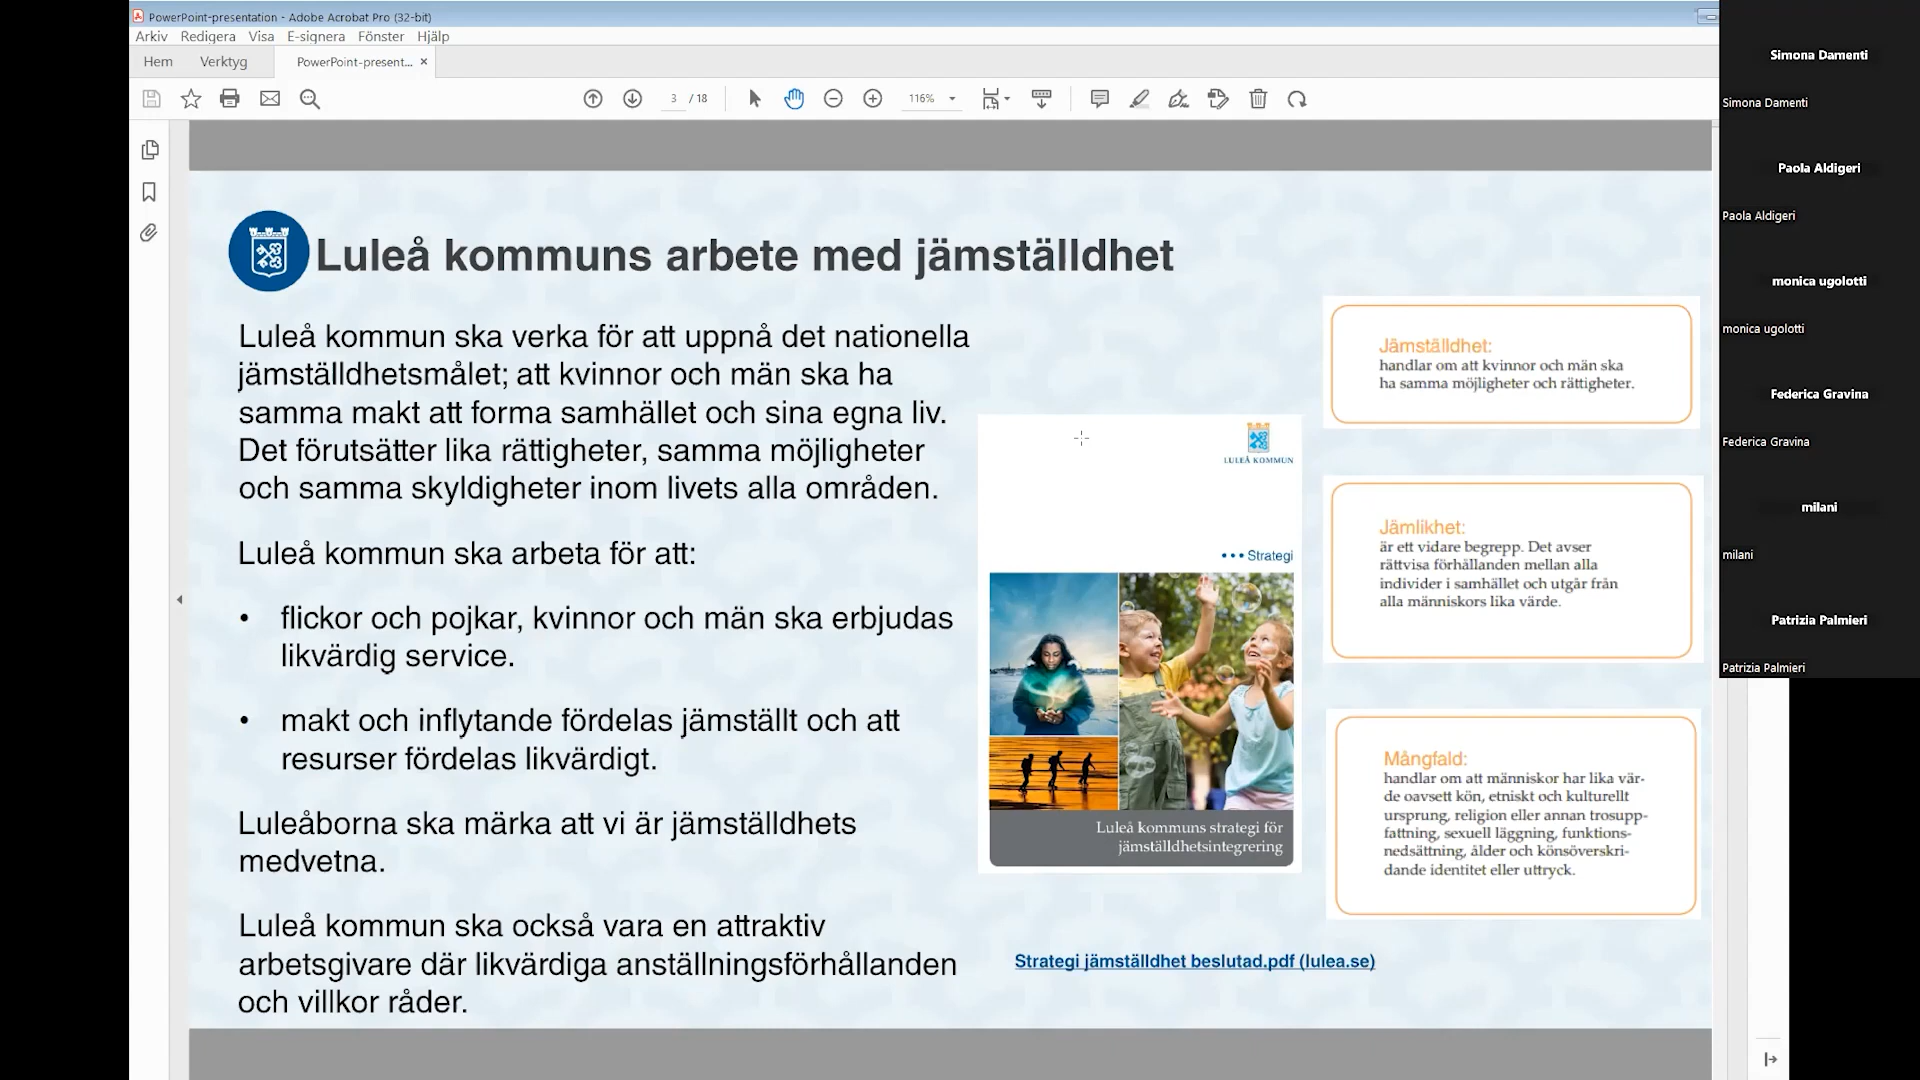 PowerPoint-presentation - Adobe Acrobat Pro (32-bit)
Arkiv Redigera Visa E-signera Fönster Hjälp
Hem Verktyg PowerPoint-present... ×
3 / 18 116%
Luleå kommuns arbete med jämställdhet
Luleå kommun ska verka för att uppnå det nationella
jämställdhetsmålet; att kvinnor och män ska ha
samma makt att forma samhället och sina egna liv.
Det förutsätter lika rättigheter, samma möjligheter
och samma skyldigheter inom livets alla områden.
Luleå kommun ska arbeta för att:
• flickor och pojkar, kvinnor och män ska erbjudas
likvärdig service.
• makt och inflytande fördelas jämställt och att
resurser fördelas likvärdigt.
Luleåborna ska märka att vi är jämställdhets
medvetna.
Luleå kommun ska också vara en attraktiv
arbetsgivare där likvärdiga anställningsförhållanden
och villkor råder.
LULEÅ KOMMUN
••• Strategi
Luleå kommuns strategi för
jämställdhetsintegrering
Strategi jämställdhet beslutad.pdf (lulea.se)
Jämställdhet:
handlar om att kvinnor och män ska
ha samma möjligheter och rättigheter.
Jämlikhet:
är ett vidare begrepp. Det avser
rättvisa förhållanden mellan alla
individer i samhället och utgår från
alla människors lika värde.
Mångfald:
handlar om att människor har lika vär-
de oavsett kön, etniskt och kulturellt
ursprung, religion eller annan trosupp-
fattning, sexuell läggning, funktions-
nedsättning, ålder och könsöverskri-
dande identitet eller uttryck.
Simona Damenti
Simona Damenti
Paola Aldigeri
Paola Aldigeri
monica ugolotti
monica ugolotti
Federica Gravina
Federica Gravina
milani
milani
Patrizia Palmieri
Patrizia Palmieri